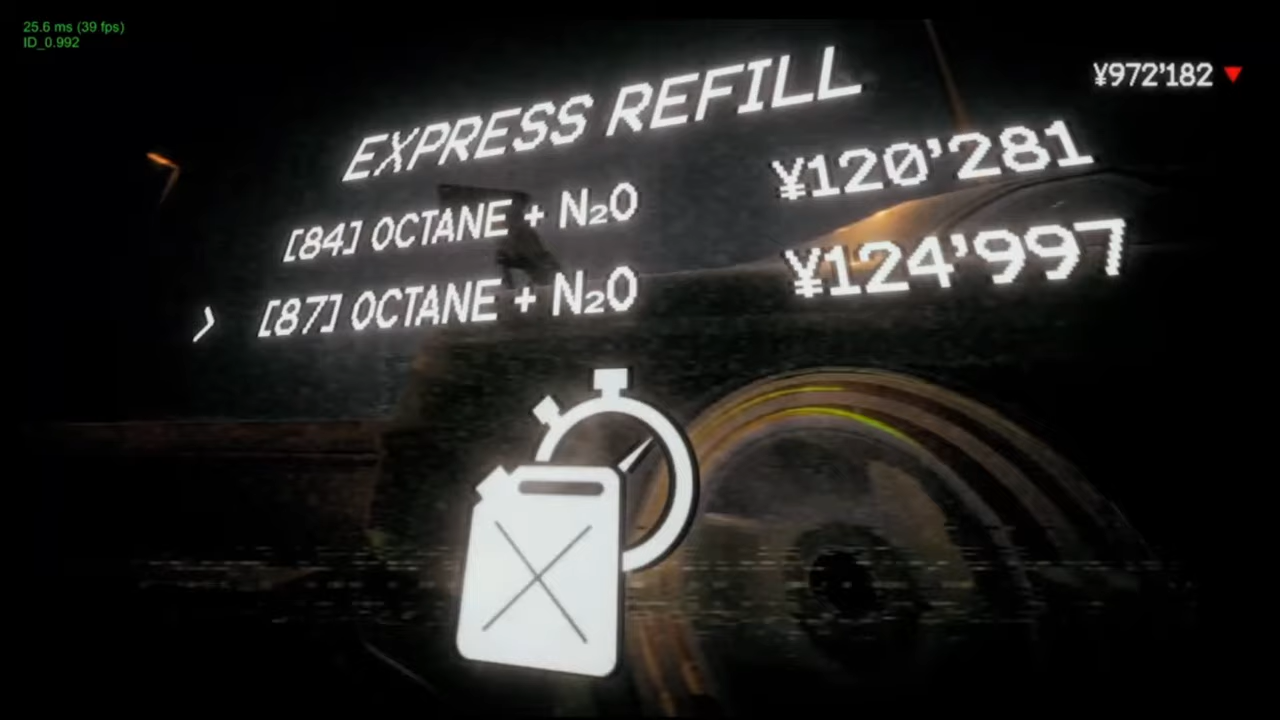 25.6 ms (39 fps)
ID_0.992
¥972'182
EXPRESS REFILL
[84] OCTANE + N₂O ¥120'281
[87] OCTANE + N₂O ¥124'997